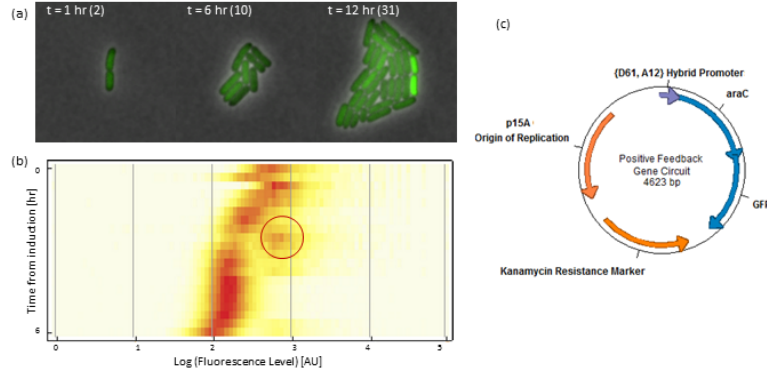 (a)
t = 1 hr (2)
t = 6 hr (10)
t = 12 hr (31)
(b)
Time from induction [hr]
0
6
0
1
2
3
4
5
Log (Fluorescence Level) [AU]
(c)
{D61, A12} Hybrid Promoter
araC
p15A
Origin of Replication
Positive Feedback
Gene Circuit
4623 bp
GFP
Kanamycin Resistance Marker